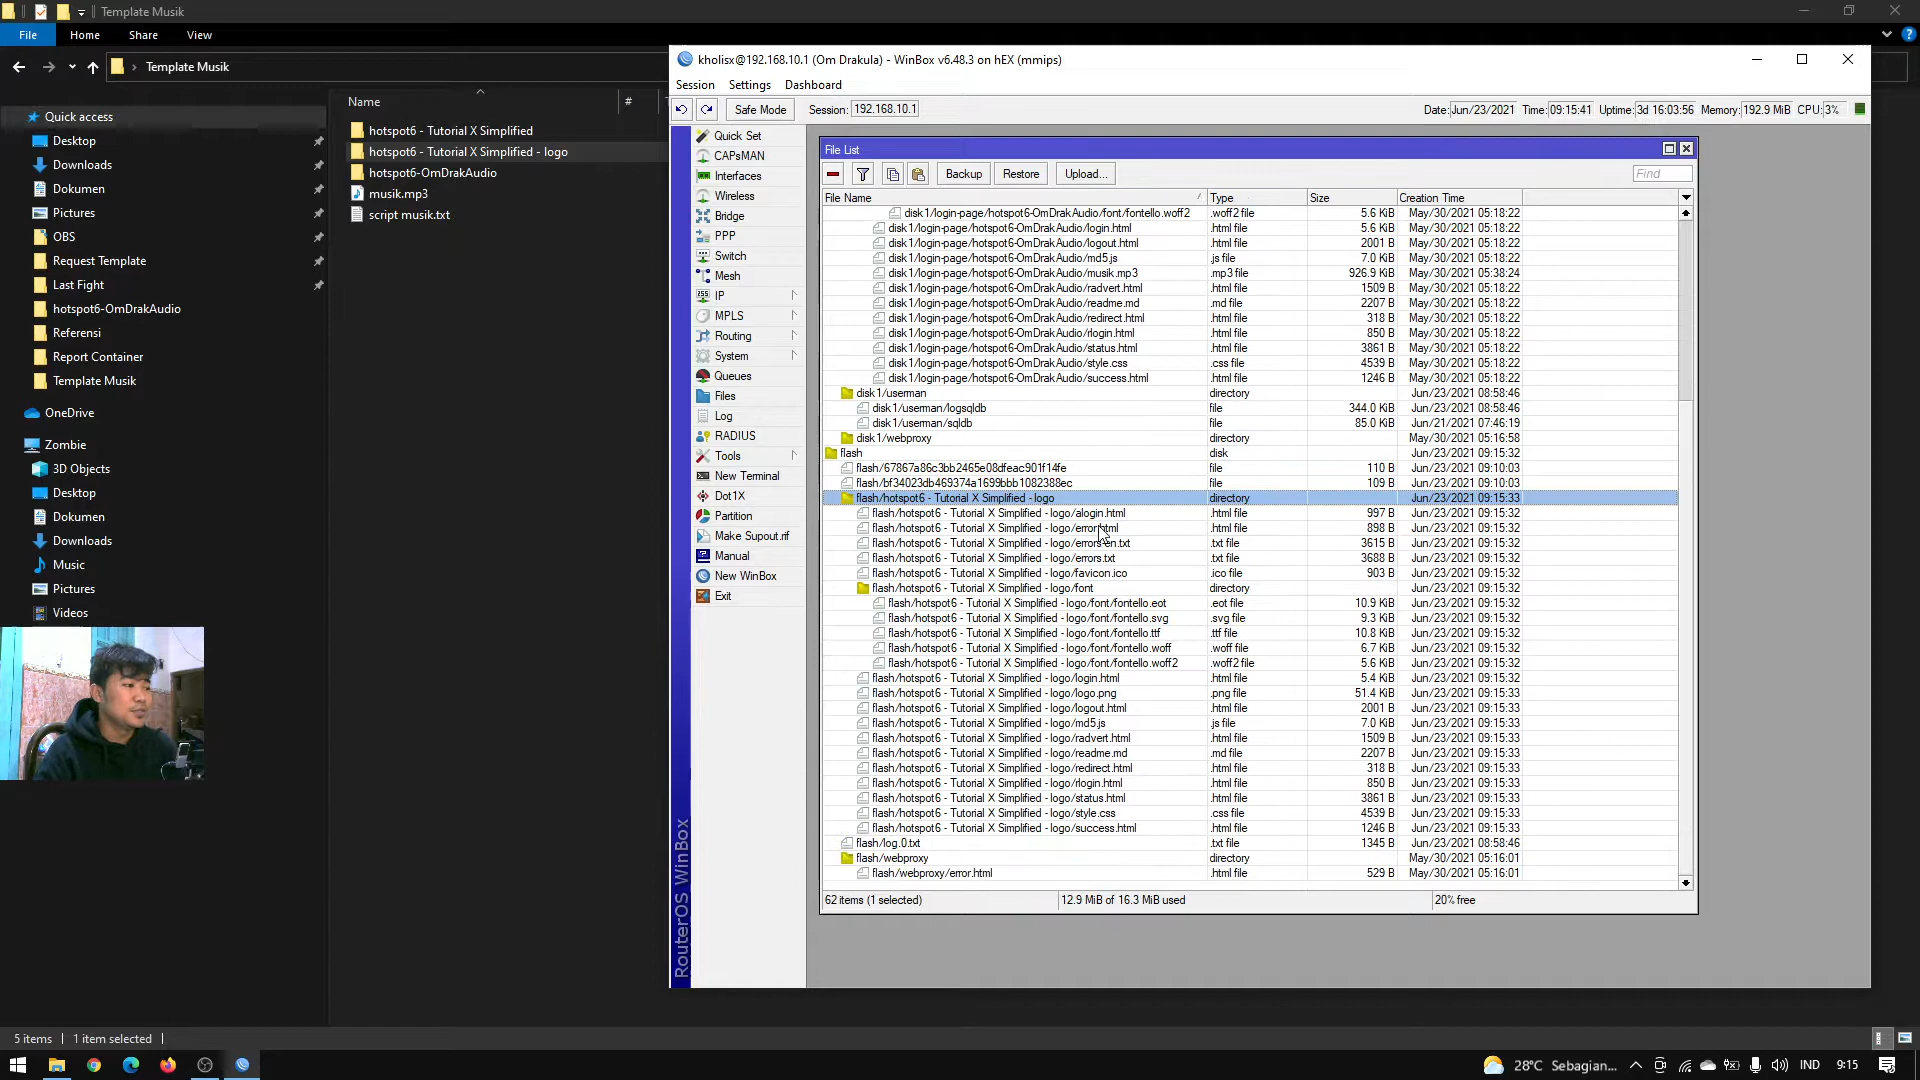 Template Musik
File Home Share View
Template Musik
Quick access
Desktop
Downloads
Dokumen
Pictures
OBS
Request Template
Last Fight
hotspot6-OmDrakAudio
Referensi
Report Container
Template Musik
OneDrive
Zombie
3D Objects
Desktop
Dokumen
Downloads
Music
Pictures
Videos
Name #
hotspot6 - Tutorial X Simplified
hotspot6 - Tutorial X Simplified - logo
hotspot6-OmDrakAudio
musik.mp3
script musik.txt
kholisx@192.168.10.1 (Om Drakula) - WinBox v6.48.3 on hEX (mmips)
Session Settings Dashboard
Safe Mode Session: 192.168.10.1 Date: Jun/23/2021 Time: 09:15:41 Uptime: 3d 16:03:56 Memory: 192.9 MiB CPU: 3%
Quick Set
CAPsMAN
Interfaces
Wireless
Bridge
PPP
Switch
Mesh
IP
MPLS
Routing
System
Queues
Files
Log
RADIUS
Tools
New Terminal
Dot1X
Partition
Make Supout.rif
Manual
New WinBox
Exit
RouterOS WinBox
File List
Backup Restore Upload... Find
File Name Type Size Creation Time
disk1/login-page/hotspot6-OmDrakAudio/font/fontello.woff2 .woff2 file 5.6 KiB May/30/2021 05:18:22
disk1/login-page/hotspot6-OmDrakAudio/login.html .html file 5.6 KiB May/30/2021 05:18:22
disk1/login-page/hotspot6-OmDrakAudio/logout.html .html file 2001 B May/30/2021 05:18:22
disk1/login-page/hotspot6-OmDrakAudio/md5.js .js file 7.0 KiB May/30/2021 05:18:22
disk1/login-page/hotspot6-OmDrakAudio/musik.mp3 .mp3 file 926.9 KiB May/30/2021 05:38:24
disk1/login-page/hotspot6-OmDrakAudio/radvert.html .html file 1509 B May/30/2021 05:18:22
disk1/login-page/hotspot6-OmDrakAudio/readme.md .md file 2207 B May/30/2021 05:18:22
disk1/login-page/hotspot6-OmDrakAudio/redirect.html .html file 318 B May/30/2021 05:18:22
disk1/login-page/hotspot6-OmDrakAudio/rlogin.html .html file 850 B May/30/2021 05:18:22
disk1/login-page/hotspot6-OmDrakAudio/status.html .html file 3861 B May/30/2021 05:18:22
disk1/login-page/hotspot6-OmDrakAudio/style.css .css file 4539 B May/30/2021 05:18:22
disk1/login-page/hotspot6-OmDrakAudio/success.html .html file 1246 B May/30/2021 05:18:22
disk1/userman directory Jun/23/2021 08:58:46
disk1/userman/logsqldb file 344.0 KiB Jun/23/2021 08:58:46
disk1/userman/sqldb file 85.0 KiB Jun/21/2021 07:46:19
disk1/webproxy directory May/30/2021 05:16:58
flash disk Jun/23/2021 09:15:32
flash/67867a86c3bb2465e08dfeac901f14fe file 110 B Jun/23/2021 09:10:03
flash/bf34023db469374a1699bbb1082388ec file 109 B Jun/23/2021 09:10:03
flash/hotspot6 - Tutorial X Simplified - logo directory Jun/23/2021 09:15:33
flash/hotspot6 - Tutorial X Simplified - logo/alogin.html .html file 997 B Jun/23/2021 09:15:32
flash/hotspot6 - Tutorial X Simplified - logo/error.html .html file 898 B Jun/23/2021 09:15:32
flash/hotspot6 - Tutorial X Simplified - logo/errors-en.txt .txt file 3615 B Jun/23/2021 09:15:32
flash/hotspot6 - Tutorial X Simplified - logo/errors.txt .txt file 3688 B Jun/23/2021 09:15:32
flash/hotspot6 - Tutorial X Simplified - logo/favicon.ico .ico file 903 B Jun/23/2021 09:15:32
flash/hotspot6 - Tutorial X Simplified - logo/font directory Jun/23/2021 09:15:32
flash/hotspot6 - Tutorial X Simplified - logo/font/fontello.eot .eot file 10.9 KiB Jun/23/2021 09:15:32
flash/hotspot6 - Tutorial X Simplified - logo/font/fontello.svg .svg file 9.3 KiB Jun/23/2021 09:15:32
flash/hotspot6 - Tutorial X Simplified - logo/font/fontello.ttf .ttf file 10.8 KiB Jun/23/2021 09:15:32
flash/hotspot6 - Tutorial X Simplified - logo/font/fontello.woff .woff file 6.7 KiB Jun/23/2021 09:15:32
flash/hotspot6 - Tutorial X Simplified - logo/font/fontello.woff2 .woff2 file 5.6 KiB Jun/23/2021 09:15:32
flash/hotspot6 - Tutorial X Simplified - logo/login.html .html file 5.4 KiB Jun/23/2021 09:15:32
flash/hotspot6 - Tutorial X Simplified - logo/logo.png .png file 51.4 KiB Jun/23/2021 09:15:33
flash/hotspot6 - Tutorial X Simplified - logo/logout.html .html file 2001 B Jun/23/2021 09:15:33
flash/hotspot6 - Tutorial X Simplified - logo/md5.js .js file 7.0 KiB Jun/23/2021 09:15:33
flash/hotspot6 - Tutorial X Simplified - logo/radvert.html .html file 1509 B Jun/23/2021 09:15:33
flash/hotspot6 - Tutorial X Simplified - logo/readme.md .md file 2207 B Jun/23/2021 09:15:33
flash/hotspot6 - Tutorial X Simplified - logo/redirect.html .html file 318 B Jun/23/2021 09:15:33
flash/hotspot6 - Tutorial X Simplified - logo/rlogin.html .html file 850 B Jun/23/2021 09:15:33
flash/hotspot6 - Tutorial X Simplified - logo/status.html .html file 3861 B Jun/23/2021 09:15:33
flash/hotspot6 - Tutorial X Simplified - logo/style.css .css file 4539 B Jun/23/2021 09:15:33
flash/hotspot6 - Tutorial X Simplified - logo/success.html .html file 1246 B Jun/23/2021 09:15:33
flash/log.0.txt .txt file 1345 B Jun/23/2021 08:58:46
flash/webproxy directory May/30/2021 05:16:01
flash/webproxy/error.html .html file 529 B May/30/2021 05:16:01
62 items (1 selected) 12.9 MiB of 16.3 MiB used 20% free
5 items 1 item selected
28°C Sebagian... IND 9:15